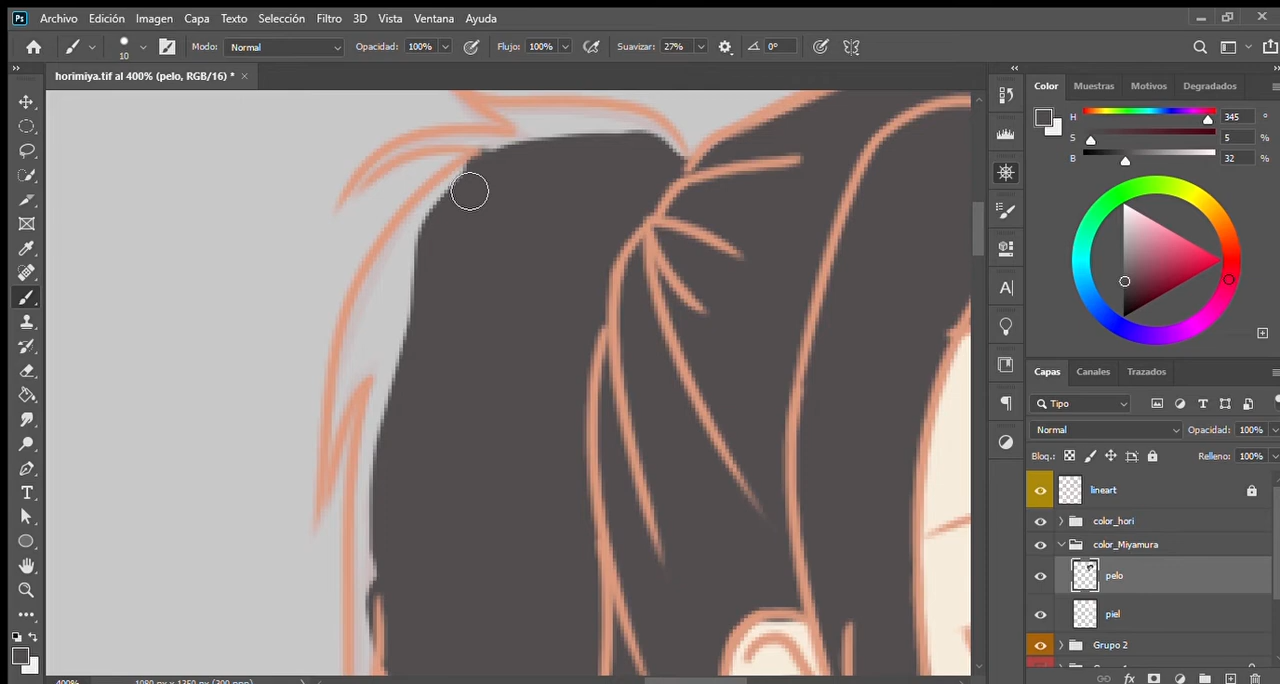 Ps Archivo Edición Imagen Capa Texto Selección Filtro 3D Vista Ventana Ayuda
10 Modo: Normal Opacidad: 100% Flujo: 100% Suavizar: 27% 0°
horimiya.tif al 400% (pelo, RGB/16) * ×
Color Muestras Motivos Degradados
H 345 °
S 5 %
B 32 %
Capas Canales Trazados
Tipo
Normal Opacidad: 100%
Bloq.: Relleno: 100%
lineart
color_hori
color_Miyamura
pelo
piel
Grupo 2
400% 1080 px x 1350 px (300 ppp)